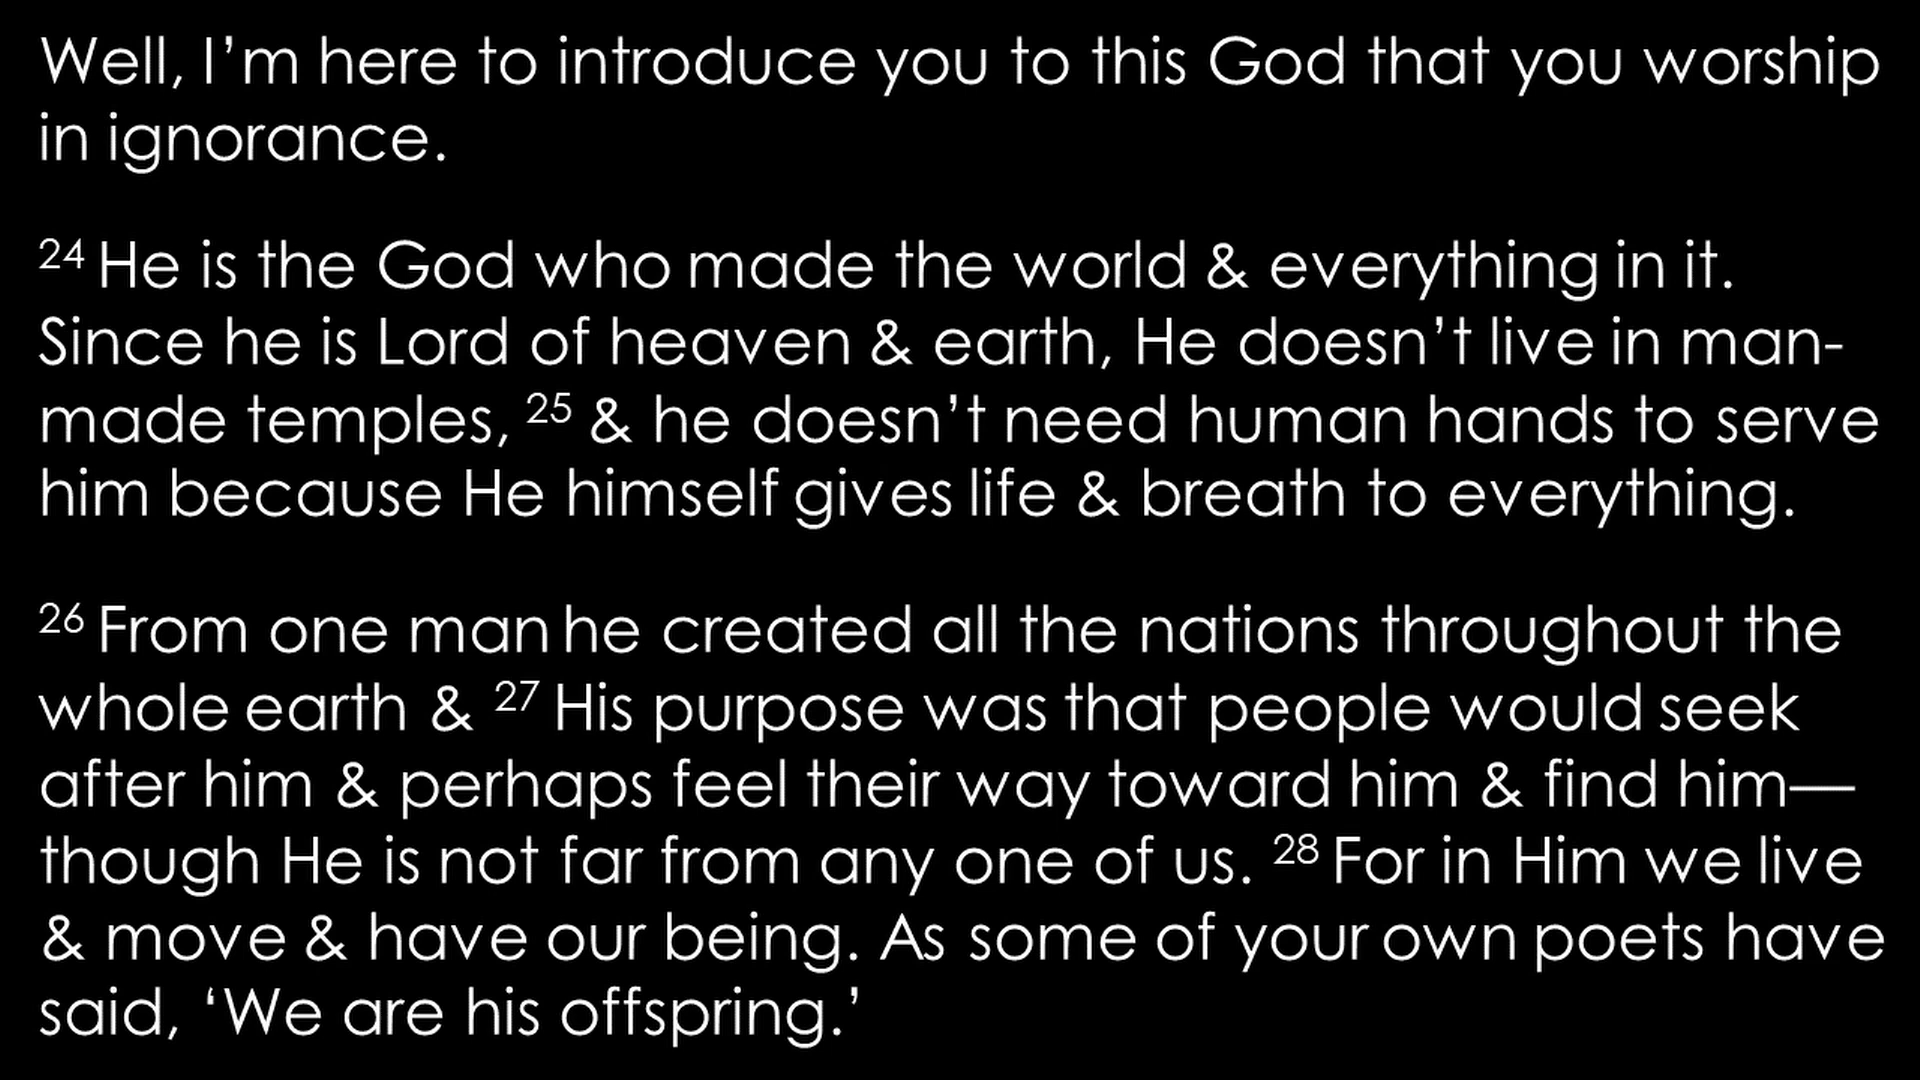 Well, I’m here to introduce you to this God that you worship
in ignorance.
24 He is the God who made the world & everything in it.
Since he is Lord of heaven & earth, He doesn’t live in man-
made temples, 25 & he doesn’t need human hands to serve
him because He himself gives life & breath to everything.
26 From one man he created all the nations throughout the
whole earth & 27 His purpose was that people would seek
after him & perhaps feel their way toward him & find him—
though He is not far from any one of us. 28 For in Him we live
& move & have our being. As some of your own poets have
said, ‘We are his offspring.’